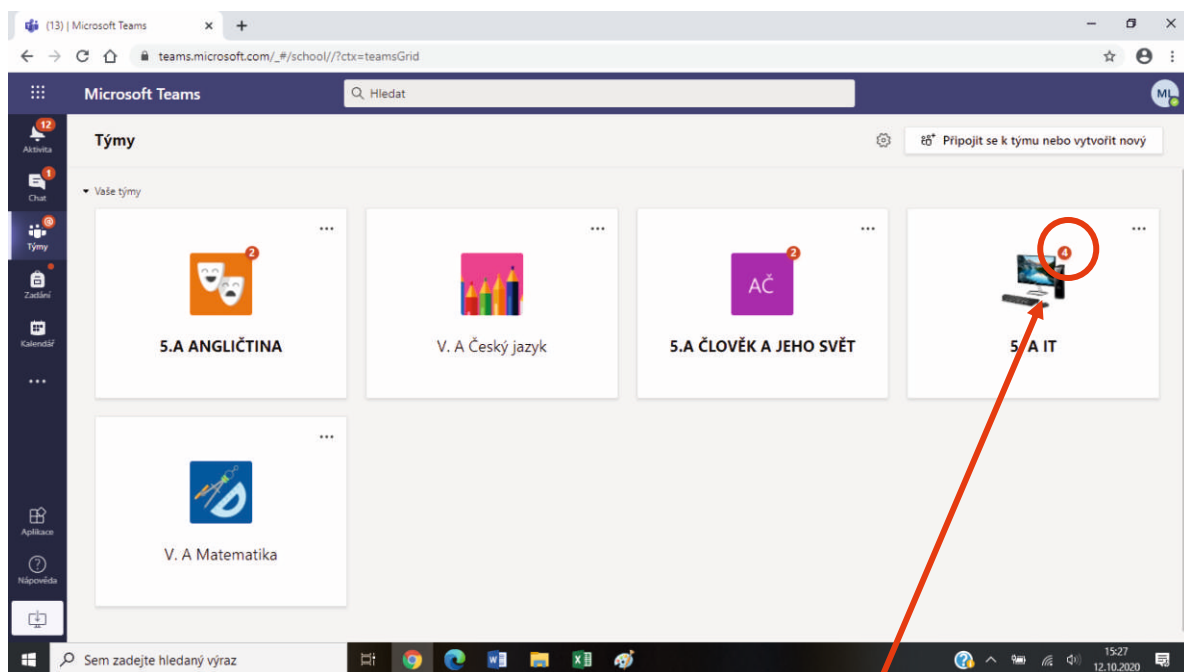 (13) | Microsoft Teams
teams.microsoft.com/_#/school//?ctx=teamsGrid
Microsoft Teams
Hledat
ML
12
Aktivita
Týmy
Připojit se k týmu nebo vytvořit nový
1
Chat
Vaše týmy
@
Týmy
2
2
4
Zadání
AČ
Kalendář
5.A ANGLIČTINA
V. A Český jazyk
5.A ČLOVĚK A JEHO SVĚT
5. A IT
Aplikace
V. A Matematika
Nápověda
Sem zadejte hledaný výraz
15:27
12.10.2020